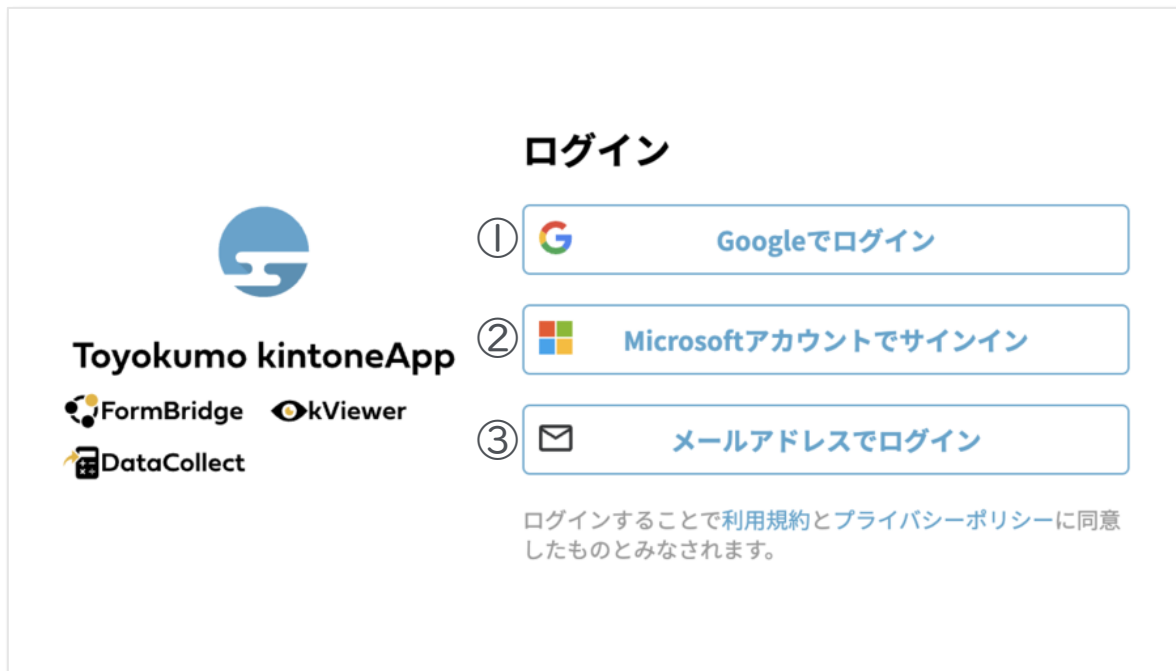 ログイン
① Googleでログイン
② Microsoftアカウントでサインイン
③ メールアドレスでログイン
ログインすることで利用規約とプライバシーポリシーに同意
したものとみなされます。
Toyokumo kintoneApp
FormBridge kViewer
DataCollect